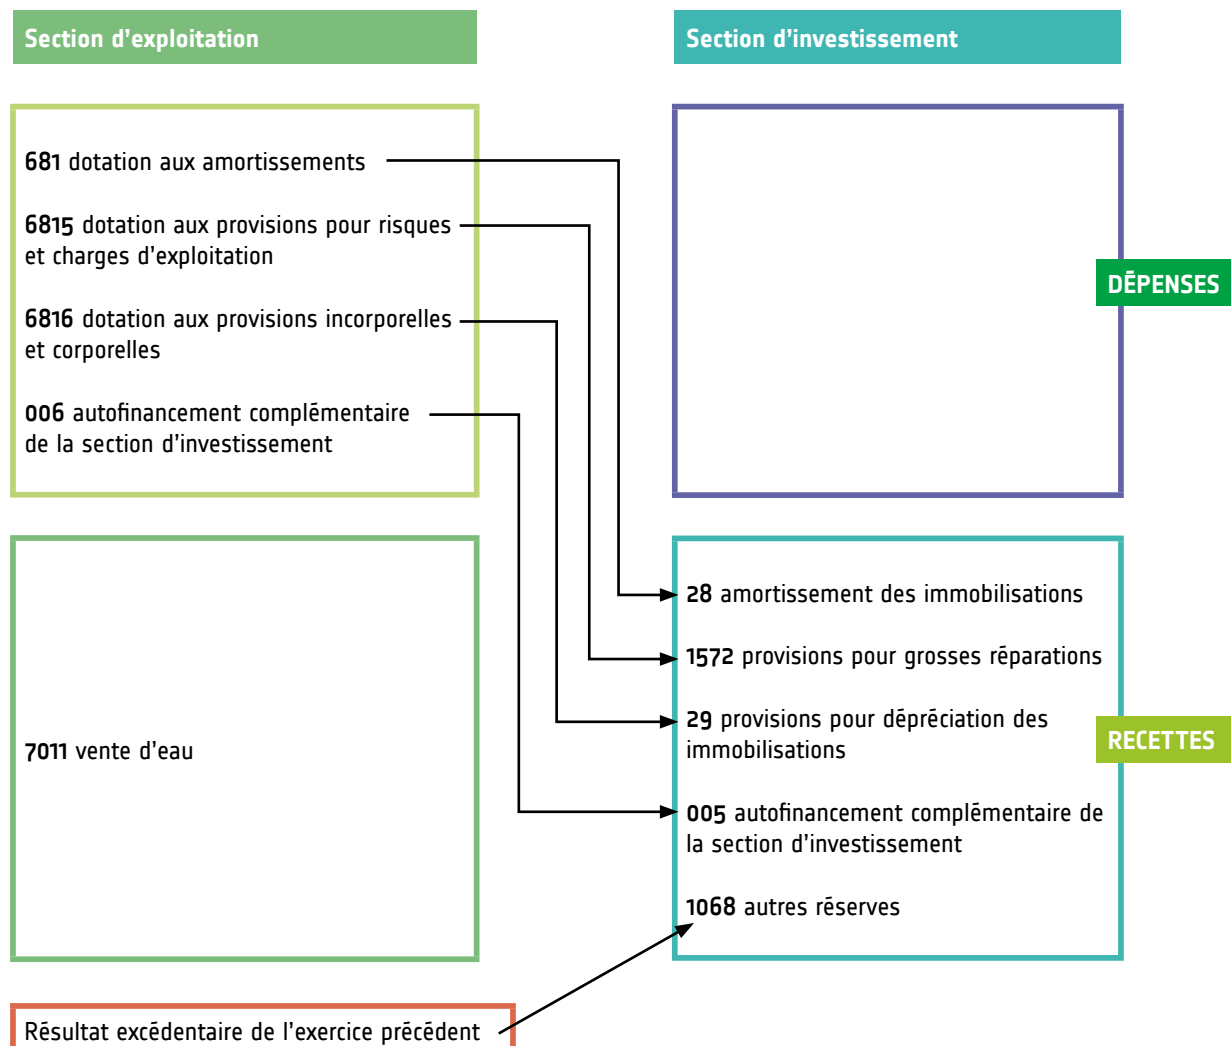 Section d'exploitation
Section d'investissement
681 dotation aux amortissements
6815 dotation aux provisions pour risques
et charges d'exploitation
6816 dotation aux provisions incorporelles
et corporelles
006 autofinancement complémentaire
de la section d'investissement
DÉPENSES
7011 vente d'eau
28 amortissement des immobilisations
1572 provisions pour grosses réparations
29 provisions pour dépréciation des
immobilisations
005 autofinancement complémentaire de
la section d'investissement
1068 autres réserves
RECETTES
Résultat excédentaire de l'exercice précédent